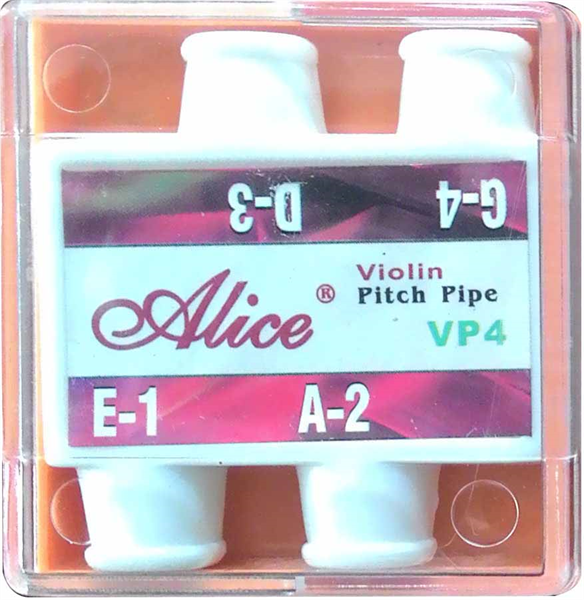 D-3 G-4
Alice®
Violin
Pitch Pipe
VP4
E-1 A-2